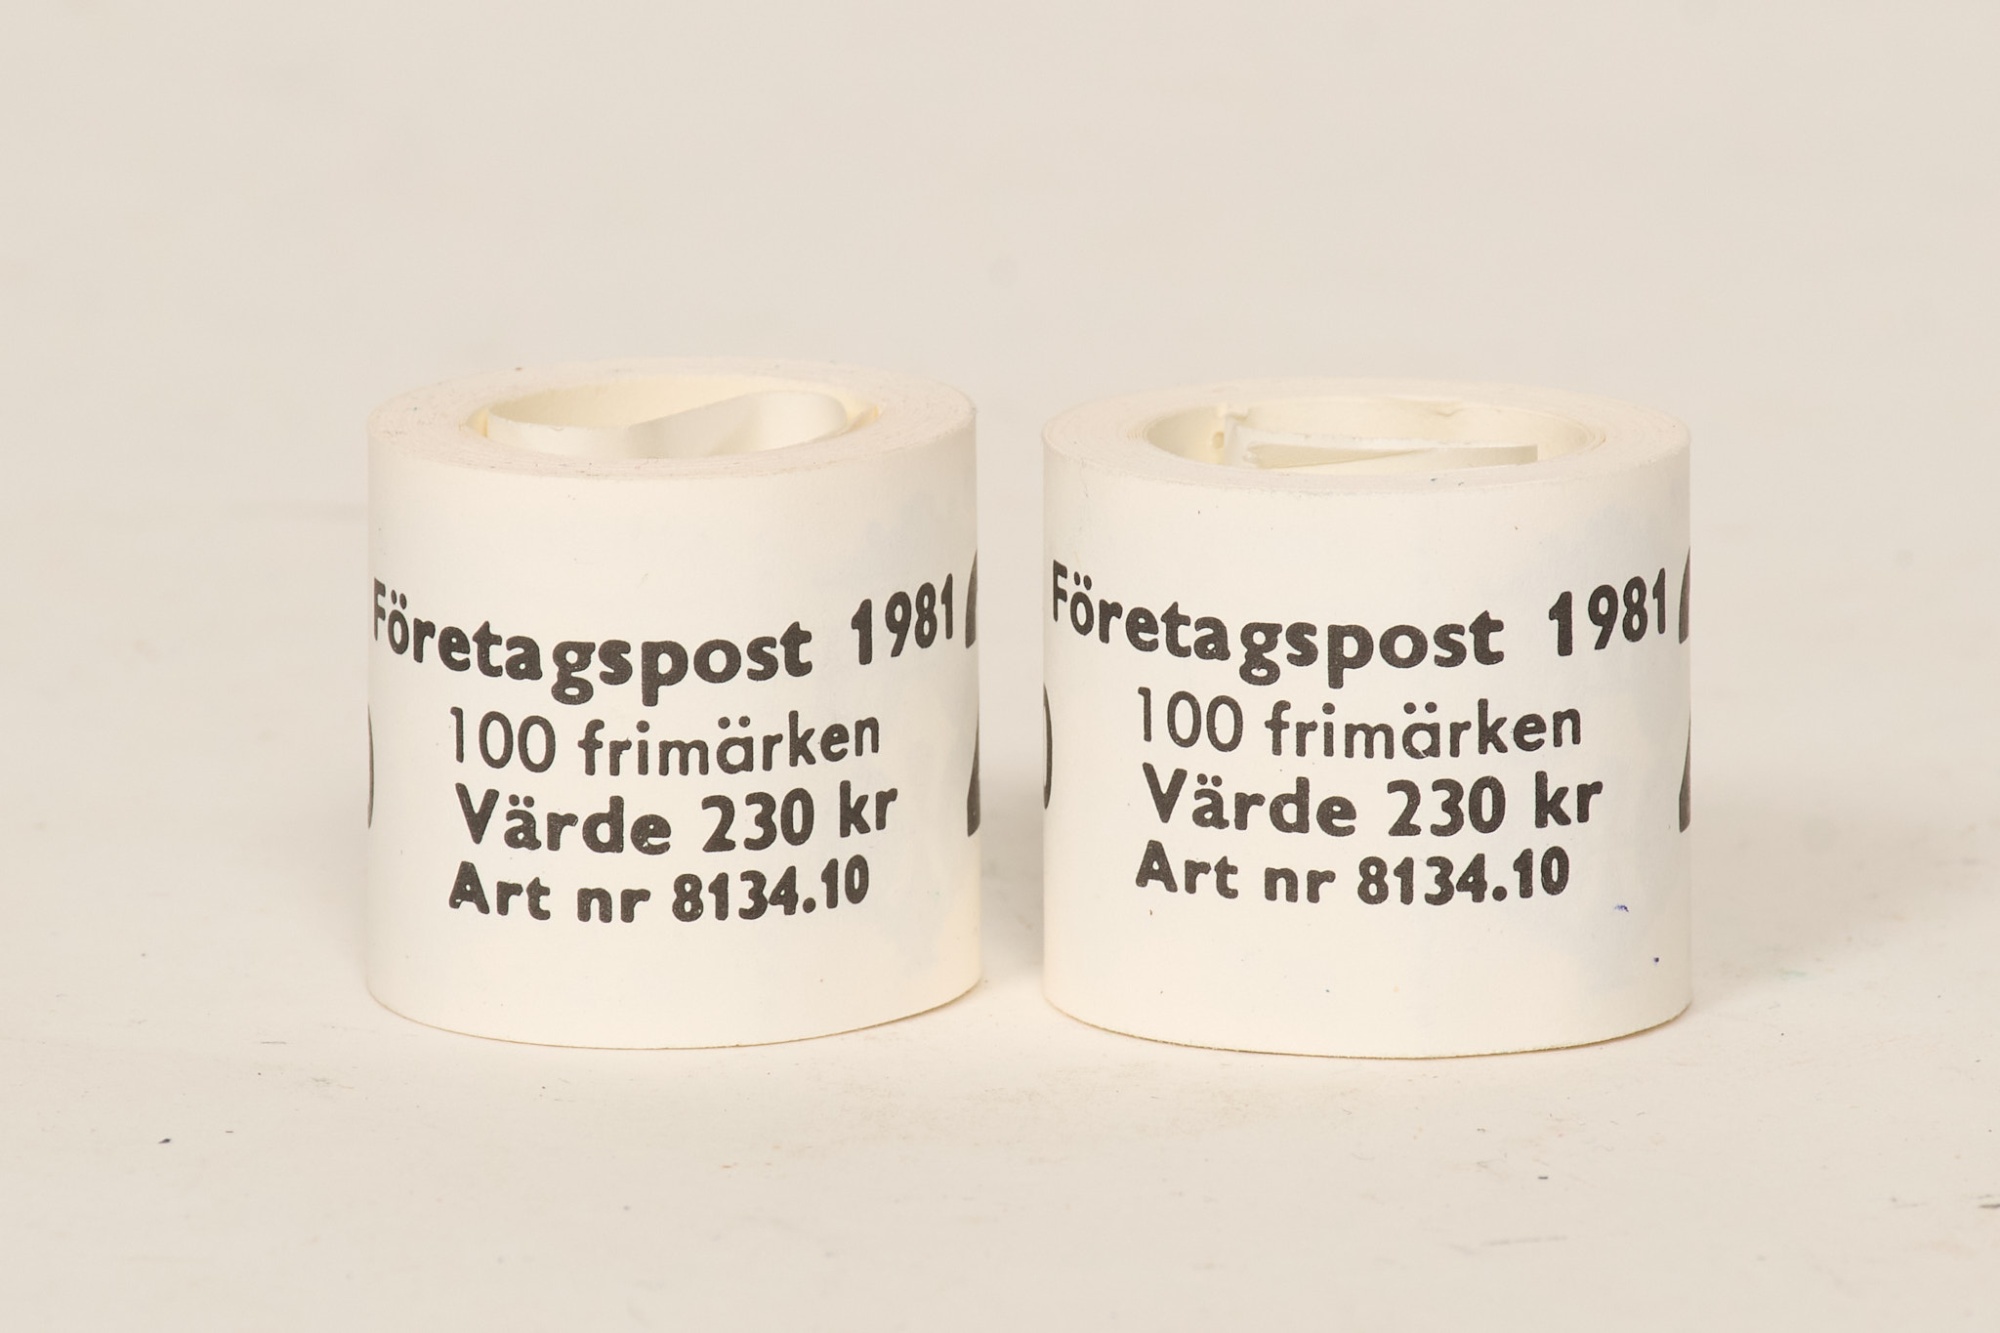 Företagspost 1981
100 frimärken
Värde 230 kr
Art nr 8134.10
Företagspost 1981
100 frimärken
Värde 230 kr
Art nr 8134.10